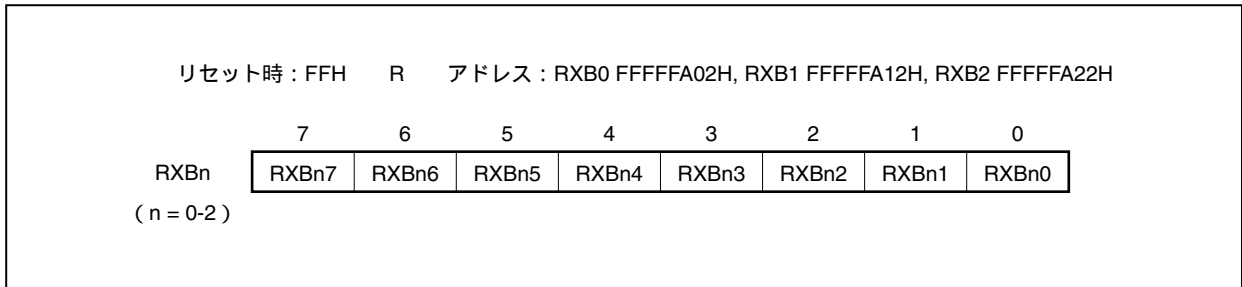 リセット時：FFH R アドレス：RXB0 FFFFFA02H, RXB1 FFFFFA12H, RXB2 FFFFFA22H
7 6 5 4 3 2 1 0
RXBn RXBn7 RXBn6 RXBn5 RXBn4 RXBn3 RXBn2 RXBn1 RXBn0
（n = 0-2）